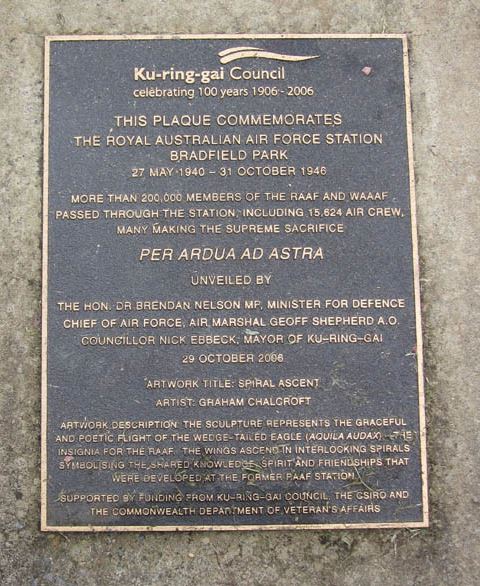 Ku-ring-gai Council
celebrating 100 years 1906 - 2006
THIS PLAQUE COMMEMORATES
THE ROYAL AUSTRALIAN AIR FORCE STATION
BRADFIELD PARK
27 MAY 1940 – 31 OCTOBER 1946
MORE THAN 200,000 MEMBERS OF THE RAAF AND WAAAF
PASSED THROUGH THE STATION, INCLUDING 15,624 AIR CREW,
MANY MAKING THE SUPREME SACRIFICE
PER ARDUA AD ASTRA
UNVEILED BY
THE HON. DR BRENDAN NELSON MP, MINISTER FOR DEFENCE
CHIEF OF AIR FORCE, AIR MARSHAL GEOFF SHEPHERD A.O.
COUNCILLOR NICK EBBECK, MAYOR OF KU-RING-GAI
29 OCTOBER 2006
ARTWORK TITLE: SPIRAL ASCENT
ARTIST: GRAHAM CHALCROFT
ARTWORK DESCRIPTION: THE SCULPTURE REPRESENTS THE GRACEFUL
AND POETIC FLIGHT OF THE WEDGE-TAILED EAGLE (AQUILA AUDAX), THE
INSIGNIA FOR THE RAAF. THE WINGS ASCEND IN INTERLOCKING SPIRALS
SYMBOLISING THE SHARED KNOWLEDGE, SPIRIT AND FRIENDSHIPS THAT
WERE DEVELOPED AT THE FORMER RAAF STATION.
SUPPORTED BY FUNDING FROM KU-RING-GAI COUNCIL, THE CSIRO AND
THE COMMONWEALTH DEPARTMENT OF VETERAN'S AFFAIRS